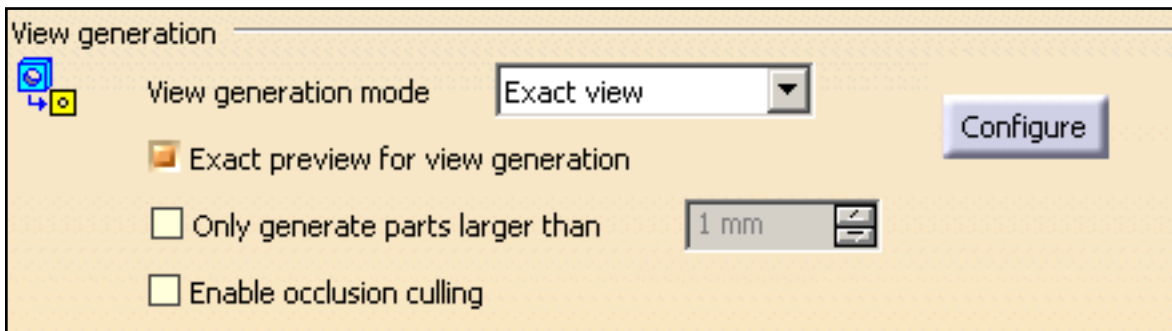 View generation
View generation mode Exact view
Configure
Exact preview for view generation
Only generate parts larger than 1 mm
Enable occlusion culling